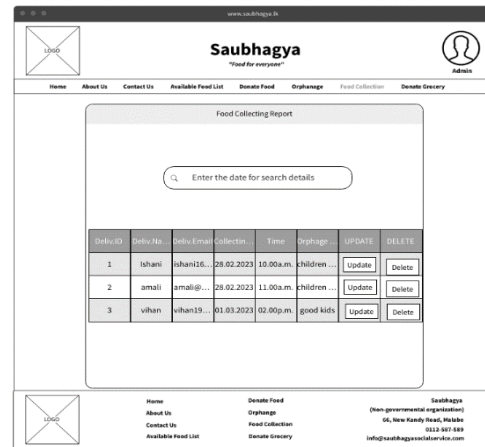 www.saubhagya.lk
LOGO
Saubhagya
"Food for everyone"
Admin
Home About Us Contact Us Available Food List Donate Food Orphanage Food Collection Donate Grocery
Food Collecting Report
Enter the date for search details
Deliv.ID Deliv.Na... Deliv.Email Collectin... Time Orphage ... UPDATE DELETE
1 Ishani ishani16... 28.02.2023 10.00a.m. children ... Update Delete
2 amali amali@... 28.02.2023 11.00a.m. children ... Update Delete
3 vihan vihan19... 01.03.2023 02.00p.m. good kids Update Delete
LOGO
Home
About Us
Contact Us
Available Food List
Donate Food
Orphange
Food Collection
Donate Grocery
Saubhagya
(Non-governmental organization)
66, New Kandy Road, Malabe
0112-587-589
info@saubhagyasocialservice.com